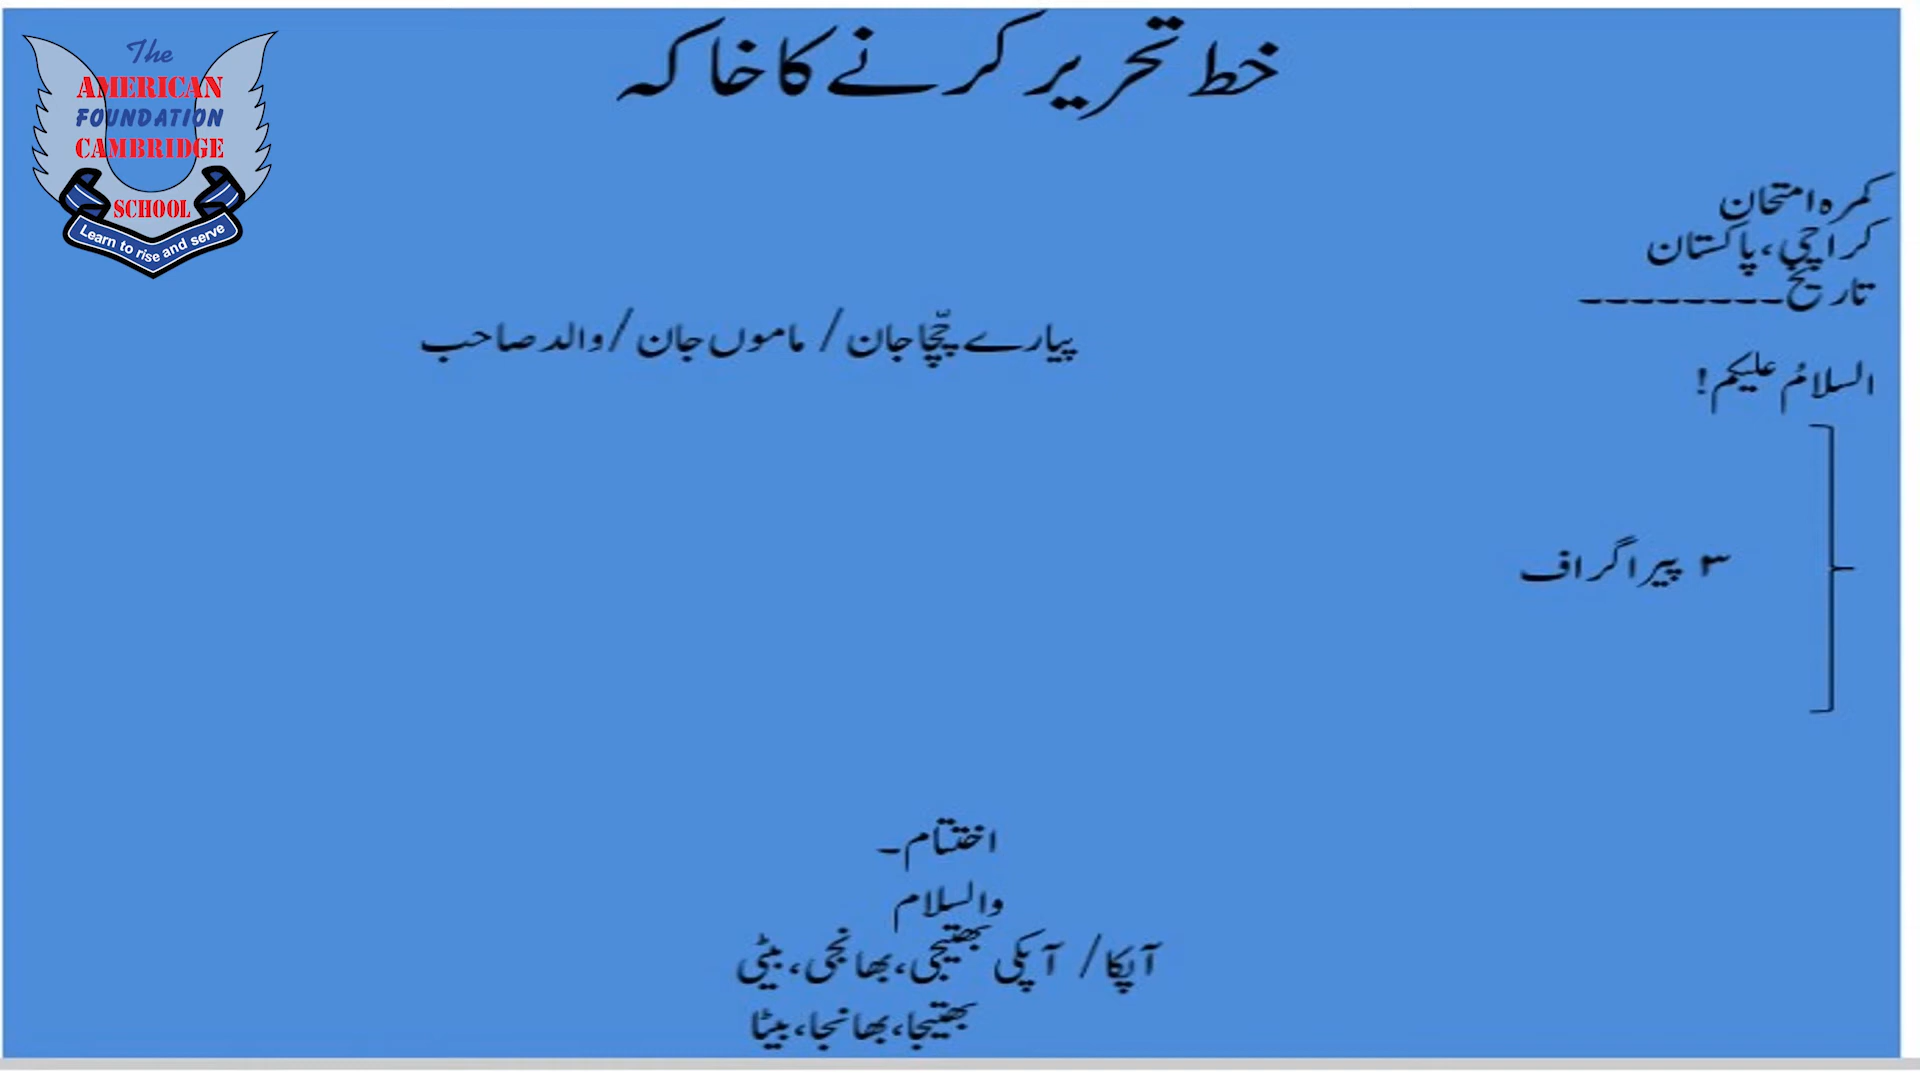 The
AMERICAN
FOUNDATION
CAMBRIDGE
SCHOOL
Learn to rise and serve
خط تحریر کرنے کا خاکہ
کمرہ امتحان
کراچی، پاکستان
تاریخ۔۔۔۔۔۔۔۔
پیارے چّچا جان / ماموں جان /والد صاحب
السلامُ علیکم!
۳ پیراگراف
اختتام۔
والسلام
آپکا/ آپکی بھتیجی، بھانجی، بیٹی
بھتیجا، بھانجا، بیٹا